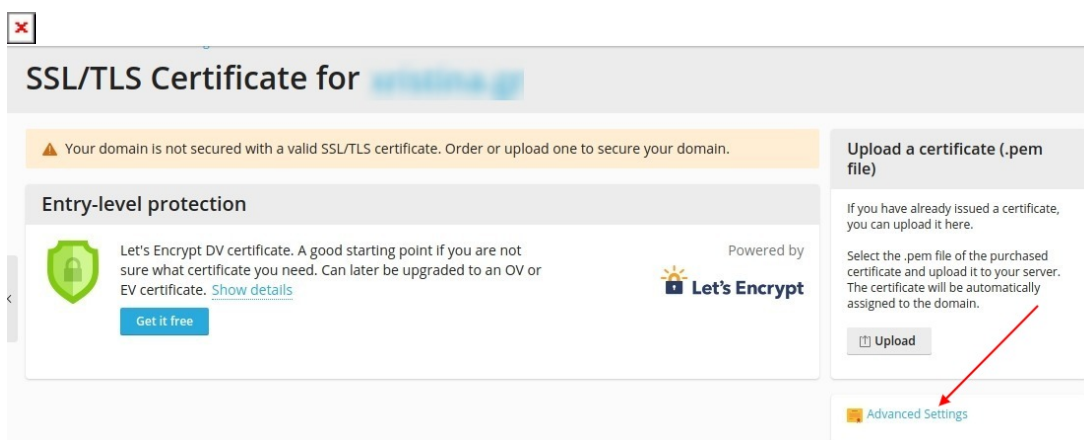 SSL/TLS Certificate for
Your domain is not secured with a valid SSL/TLS certificate. Order or upload one to secure your domain.
Entry-level protection
Let's Encrypt DV certificate. A good starting point if you are not
sure what certificate you need. Can later be upgraded to an OV or
EV certificate. Show details
Get it free
Powered by
Let's Encrypt
Upload a certificate (.pem
file)
If you have already issued a certificate,
you can upload it here.
Select the .pem file of the purchased
certificate and upload it to your server.
The certificate will be automatically
assigned to the domain.
Upload
Advanced Settings